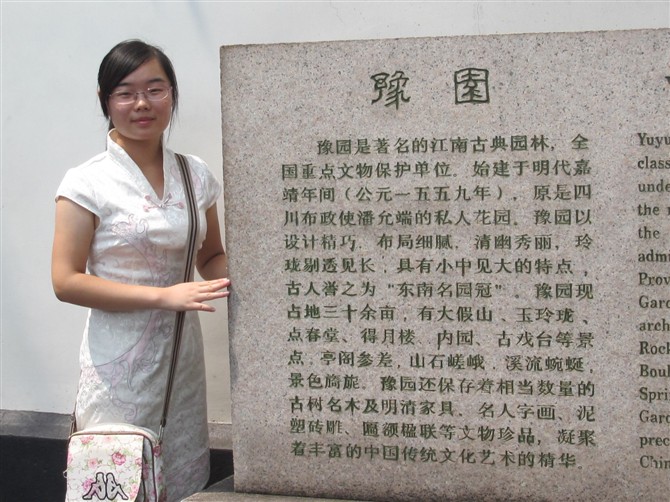 豫园
豫园是著名的江南古典园林，全
国重点文物保护单位。始建于明代嘉
靖年间（公元一五五九年），原是四
川布政使潘允端的私人花园。豫园以
设计精巧、布局细腻，清幽秀丽，玲
珑剔透见长，具有小中见大的特点，
古人誉之为“东南名园冠”。豫园现
占地三十余亩，有大假山、玉玲珑、
点春堂、得月楼、内园、古戏台等景
点，亭阁参差，山石嵯峨，溪流蜿蜒，
景色旖旎。豫园还保存着相当数量的
古树名木及明清家具、名人字画、泥
塑砖雕、匾额楹联等文物珍品，凝聚
着丰富的中国传统文化艺术的精华。
Yuyu
class
unde
the
the
admi
Prov
Gard
arch
Rock
Boul
Sprin
Gard
prec
Chin